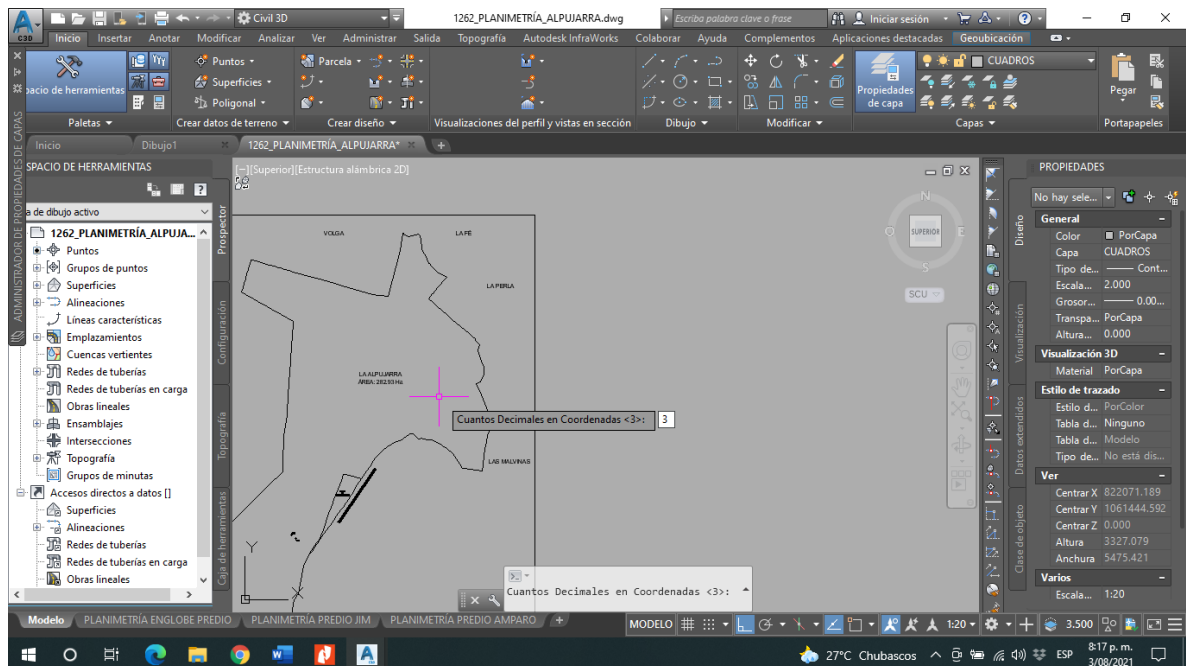 C3D
Civil 3D
1262_PLANIMETRÍA_ALPUJARRA.dwg
Escriba palabra clave o frase
Iniciar sesión
Inicio Insertar Anotar Modificar Analizar Ver Administrar Salida Topografía Autodesk InfraWorks Colaborar Ayuda Complementos Aplicaciones destacadas Geoubicación
pacio de herramientas
Puntos
Superficies
Poligonal
Parcela
Propiedades
de capa
CUADROS
Pegar
Paletas Crear datos de terreno Crear diseño Visualizaciones del perfil y vistas en sección Dibujo Modificar Capas Portapapeles
Inicio Dibujo1 1262_PLANIMETRÍA_ALPUJARRA*
ADMINISTRADOR DE PROPIEDADES DE CAPAS
SPACIO DE HERRAMIENTAS
a de dibujo activo
1262_PLANIMETRÍA_ALPUJA...
Puntos
Grupos de puntos
Superficies
Alineaciones
Líneas características
Emplazamientos
Cuencas vertientes
Redes de tuberías
Redes de tuberías en carga
Obras lineales
Ensamblajes
Intersecciones
Topografía
Grupos de minutas
Accesos directos a datos []
Superficies
Alineaciones
Redes de tuberías
Redes de tuberías en carga
Obras lineales
Prospector
Configuración
Topografía
Caja de herramientas
[−][Superior][Estructura alámbrica 2D]
VOLGA
LA FÉ
LA PERLA
LA ALPUJARRA
ÁREA: 282.93 Ha
LAS MALVINAS
Y
X
N
O SUPERIOR E
S
SCU
Cuantos Decimales en Coordenadas <3>: 3
Cuantos Decimales en Coordenadas <3>:
PROPIEDADES
No hay sele...
Diseño
Visualización
Datos extendidos
Clase de objeto
General
Color PorCapa
Capa CUADROS
Tipo de... Cont...
Escala... 2.000
Grosor... 0.00...
Transpa... PorCapa
Altura... 0.000
Visualización 3D
Material PorCapa
Estilo de trazado
Estilo d... PorColor
Tabla d... Ninguno
Tabla d... Modelo
Tipo de... No está dis...
Ver
Centrar X 822071.189
Centrar Y 1061444.592
Centrar Z 0.000
Altura 3327.079
Anchura 5475.421
Varios
Escala... 1:20
Modelo PLANIMETRÍA ENGLOBE PREDIO PLANIMETRÍA PREDIO JIM PLANIMETRÍA PREDIO AMPARO
MODELO 1:20 3.500
27°C Chubascos ESP 8:17 p. m.
3/08/2021